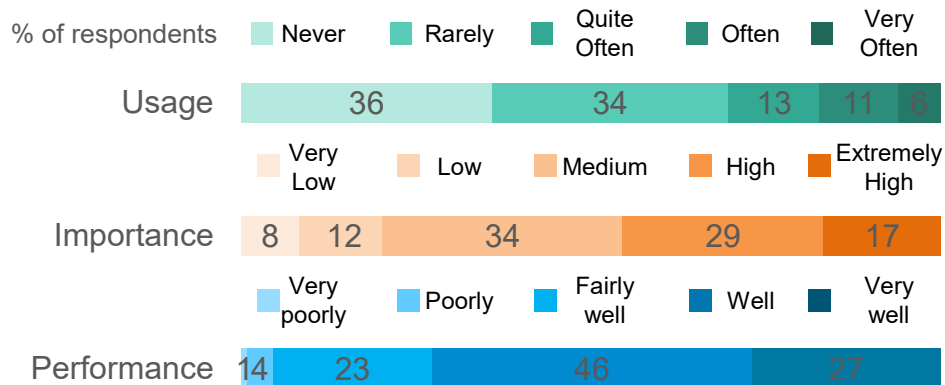 % of respondents Never Rarely Quite Often Often Very Often
Usage 36 34 13 11 6
Very Low Low Medium High Extremely High
Importance 8 12 34 29 17
Very poorly Poorly Fairly well Well Very well
Performance 1 4 23 46 27